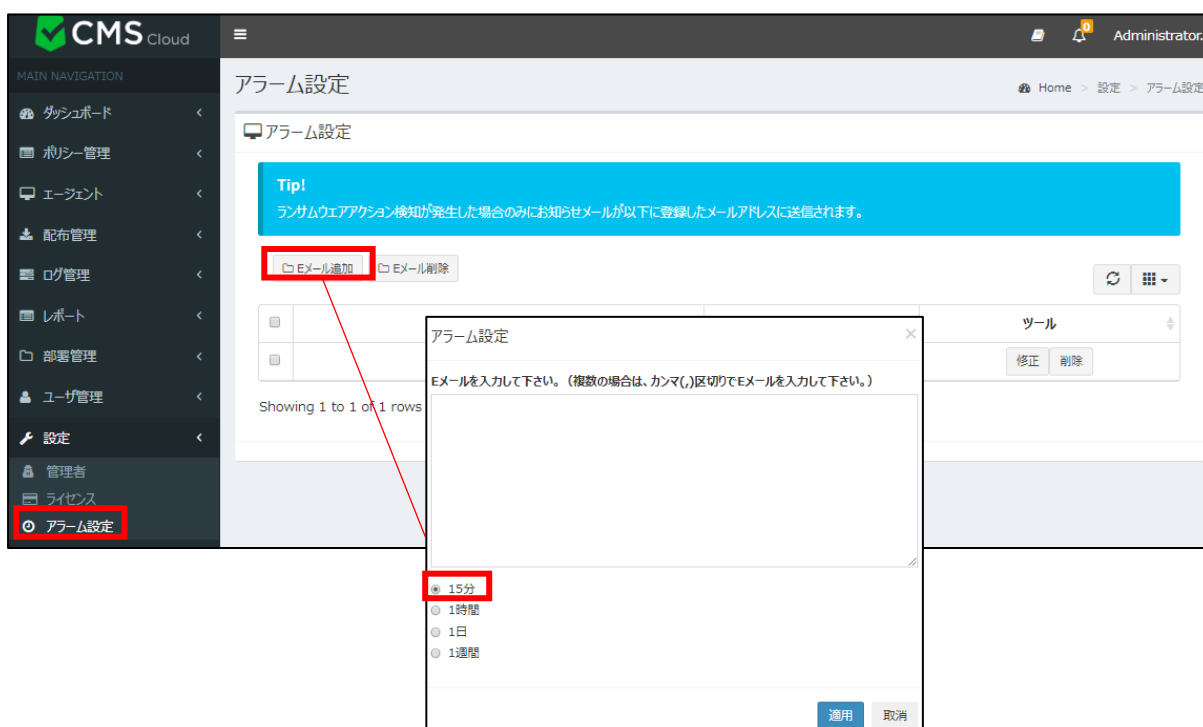 CMS Cloud
0
Administrator.
MAIN NAVIGATION
ダッシュボード
ポリシー管理
エージェント
配布管理
ログ管理
レポート
部署管理
ユーザ管理
設定
管理者
ライセンス
アラーム設定
アラーム設定
Home > 設定 > アラーム設定
アラーム設定
Tip!
ランサムウエアアクション検知が発生した場合のみにお知らせメールが以下に登録したメールアドレスに送信されます。
Eメール追加 Eメール削除
ツール
修正 削除
Showing 1 to 1 of 1 rows
アラーム設定
×
Eメールを入力して下さい。（複数の場合は、カンマ(,)区切りでEメールを入力して下さい。）
15分
1時間
1日
1週間
適用 取消